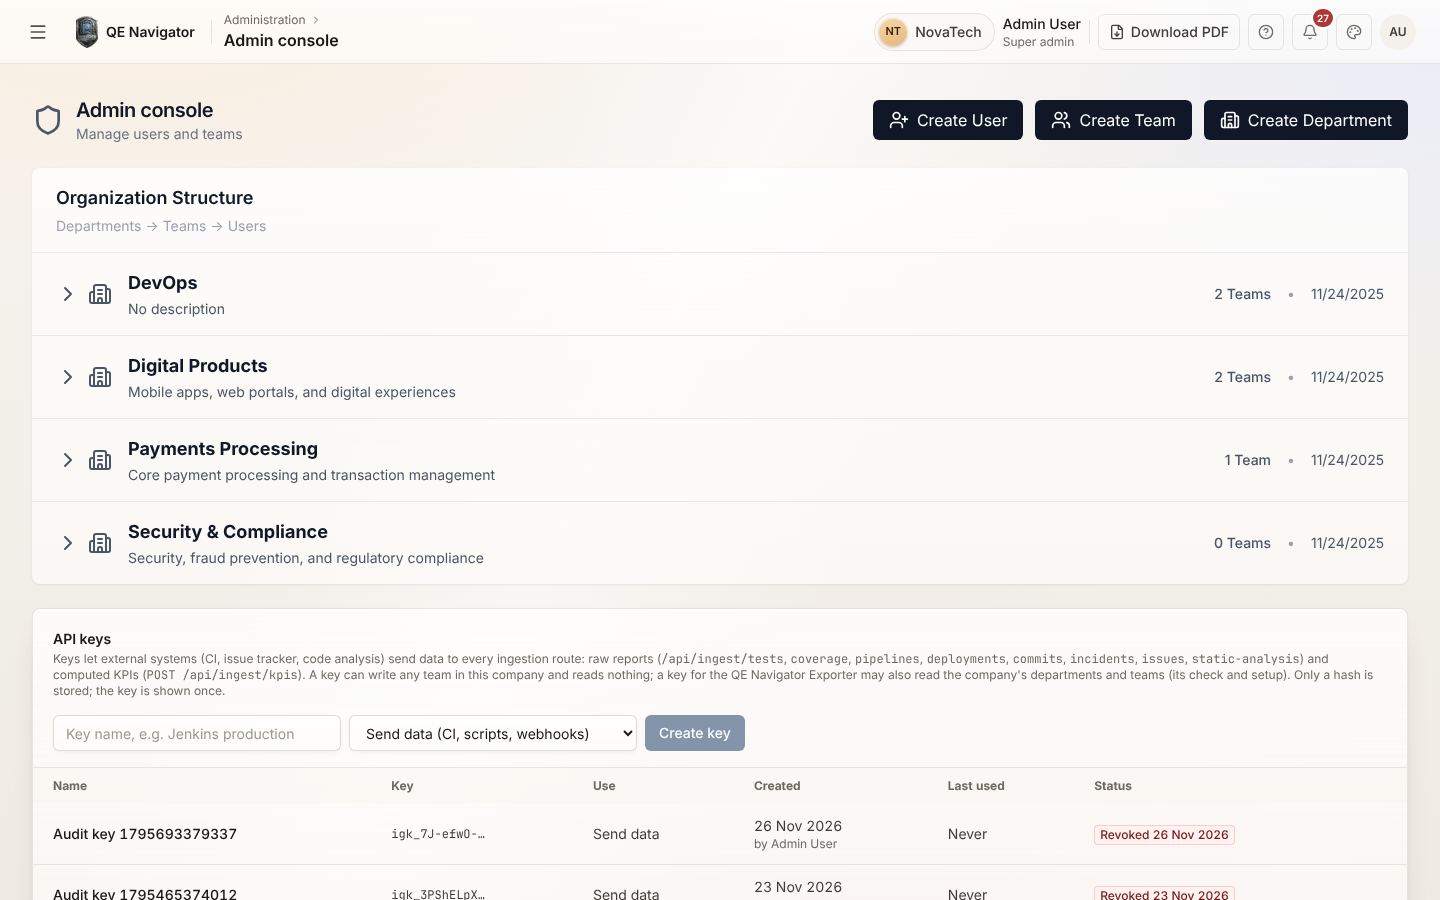 QE Navigator
Administration
Admin console
NT NovaTech
Admin User
Super admin
Download PDF
27
AU
Admin console
Manage users and teams
Create User
Create Team
Create Department
Organization Structure
Departments → Teams → Users
DevOps
No description
2 Teams • 11/24/2025
Digital Products
Mobile apps, web portals, and digital experiences
2 Teams • 11/24/2025
Payments Processing
Core payment processing and transaction management
1 Team • 11/24/2025
Security & Compliance
Security, fraud prevention, and regulatory compliance
0 Teams • 11/24/2025
API keys
Keys let external systems (CI, issue tracker, code analysis) send data to every ingestion route: raw reports (/api/ingest/tests, coverage, pipelines, deployments, commits, incidents, issues, static-analysis) and
computed KPIs (POST /api/ingest/kpis). A key can write any team in this company and reads nothing; a key for the QE Navigator Exporter may also read the company's departments and teams (its check and setup). Only a hash is
stored; the key is shown once.
Key name, e.g. Jenkins production
Send data (CI, scripts, webhooks)
Create key
Name Key Use Created Last used Status
Audit key 1795693379337 igk_7J-efwO-… Send data 26 Nov 2026 Never Revoked 26 Nov 2026
by Admin User
Audit key 1795465374012 igk_3PShELpX… Send data 23 Nov 2026 Never Revoked 23 Nov 2026